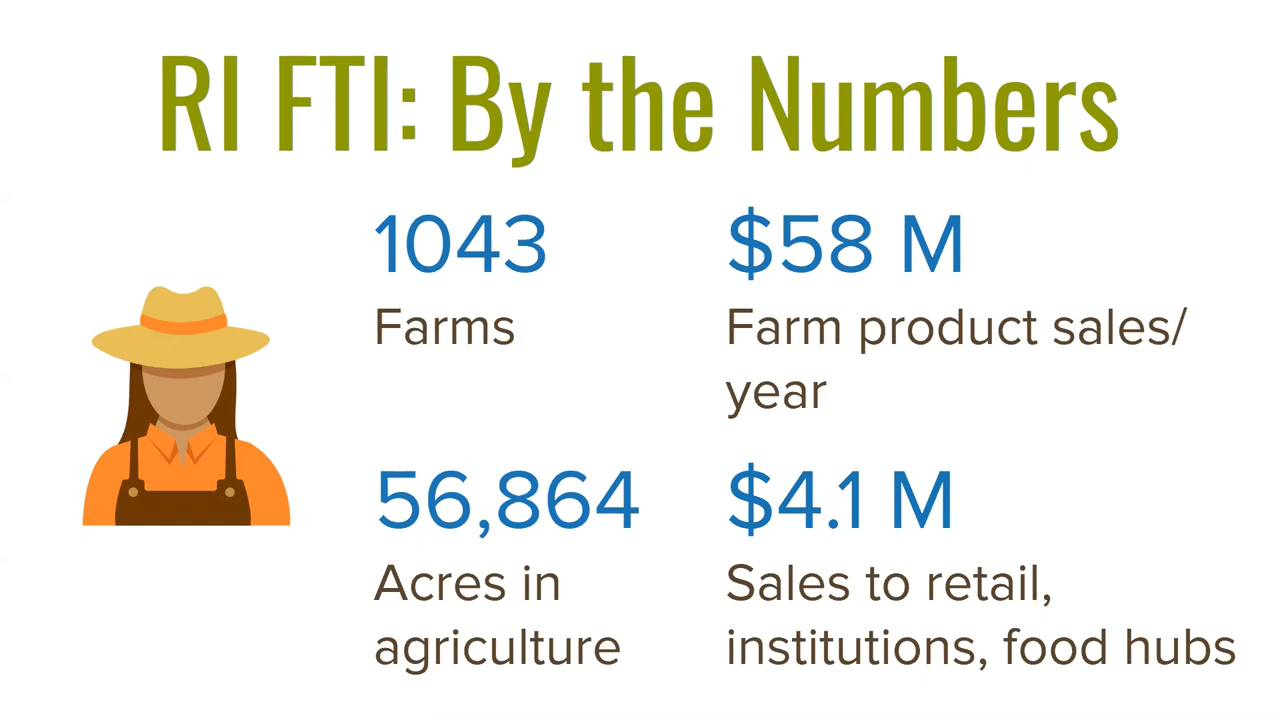 RI FTI: By the Numbers
1043
Farms
$58 M
Farm product sales/
year
56,864
Acres in
agriculture
$4.1 M
Sales to retail,
institutions, food hubs